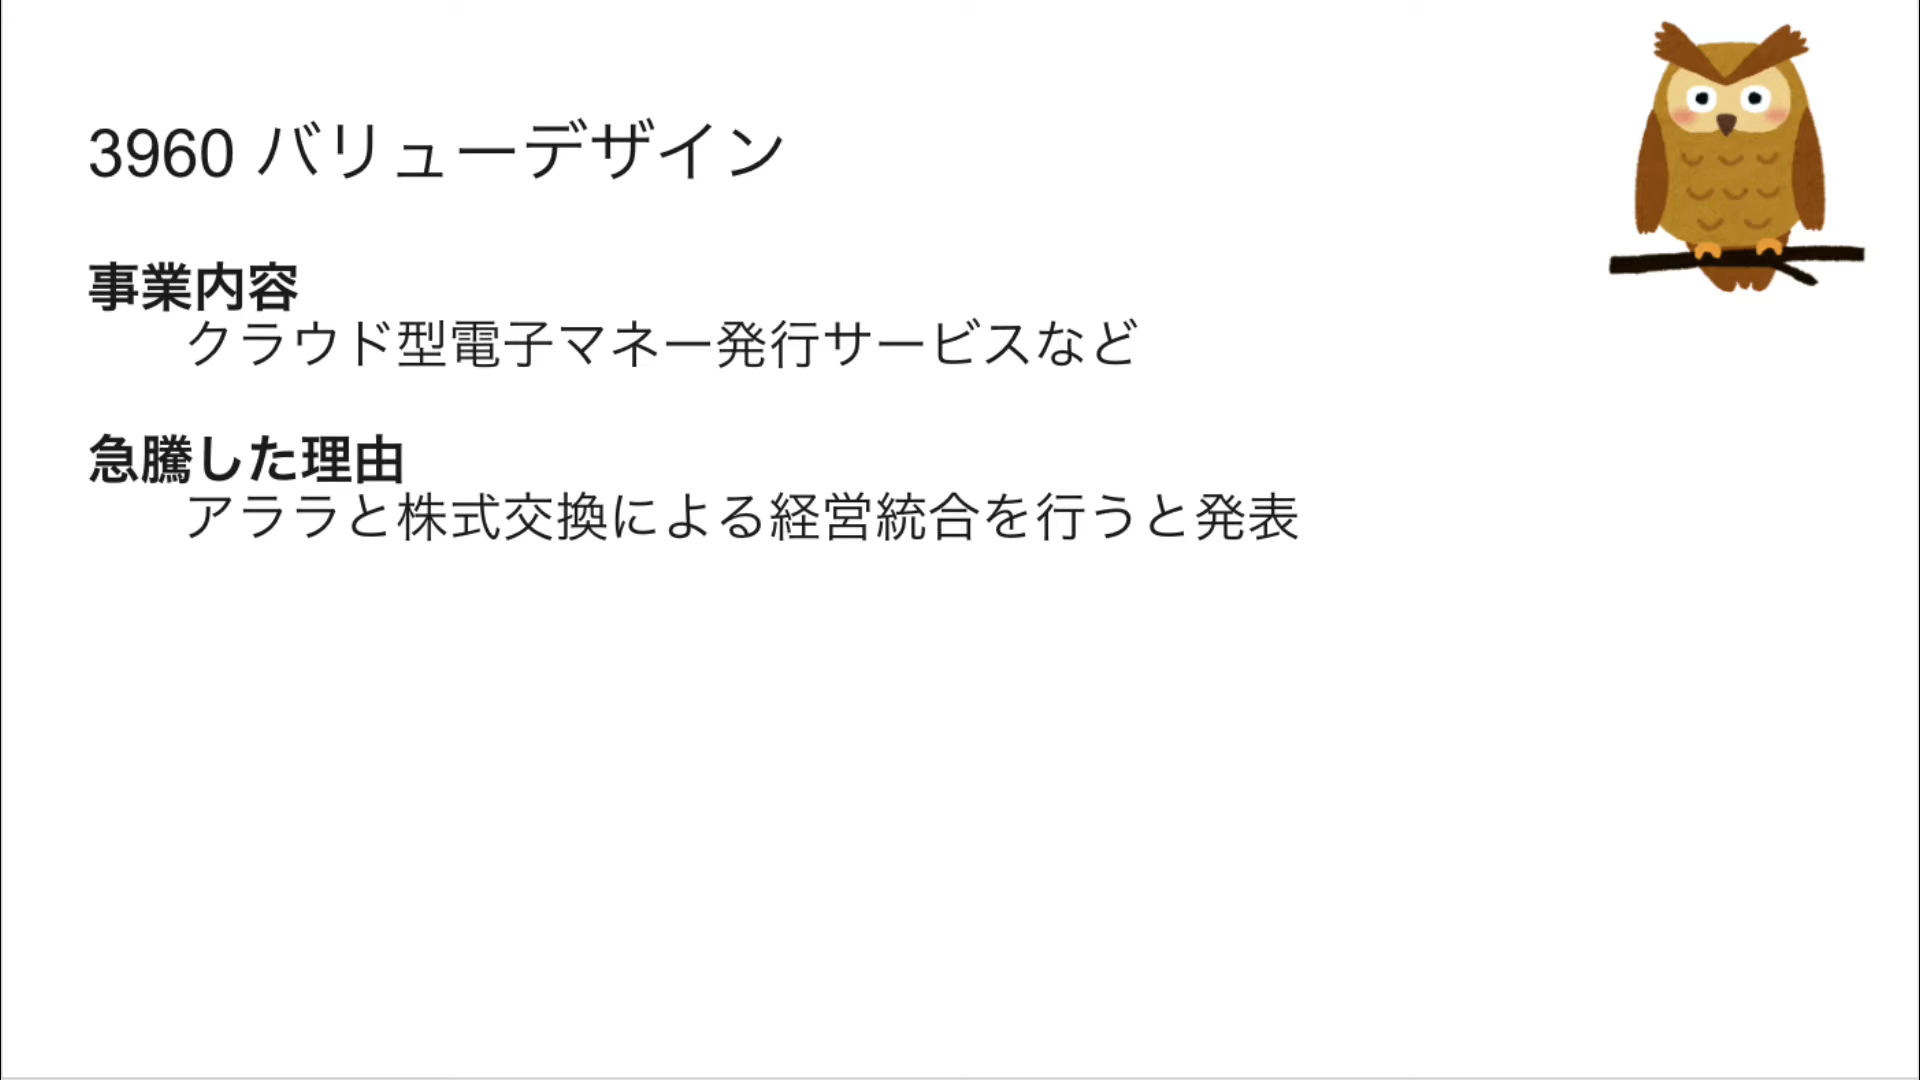 3960 バリューデザイン
事業内容
クラウド型電子マネー発行サービスなど
急騰した理由
アララと株式交換による経営統合を行うと発表